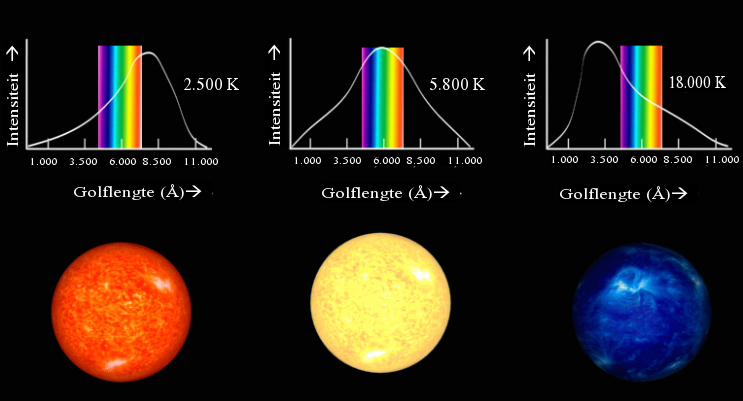 Intensiteit →
2.500 K
1.000 3.500 6.000 8.500 11.000
Golflengte (Å)→
Intensiteit →
5.800 K
1.000 3.500 6.000 8.500 11.000
Golflengte (Å)→
Intensiteit →
18.000 K
1.000 3.500 6.000 8.500 11.000
Golflengte (Å)→